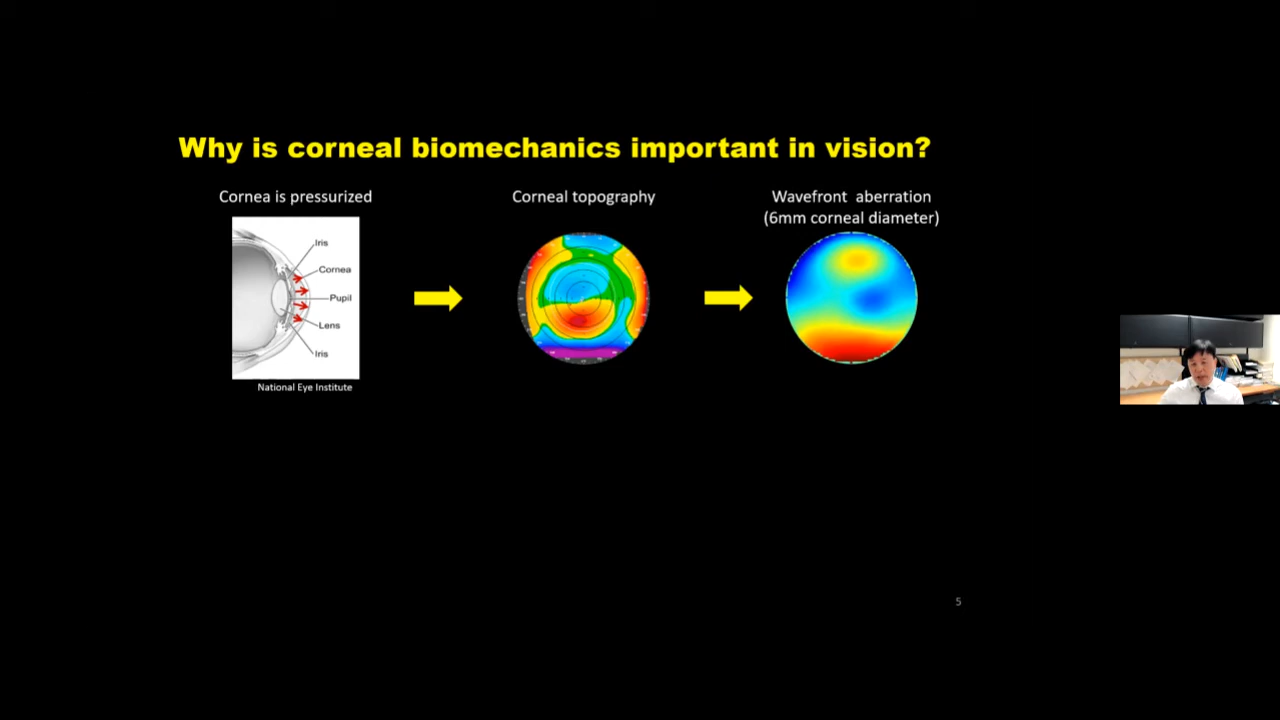 Why is corneal biomechanics important in vision?
Cornea is pressurized
Corneal topography
Wavefront aberration
(6mm corneal diameter)
Iris
Cornea
Pupil
Lens
Iris
National Eye Institute
5